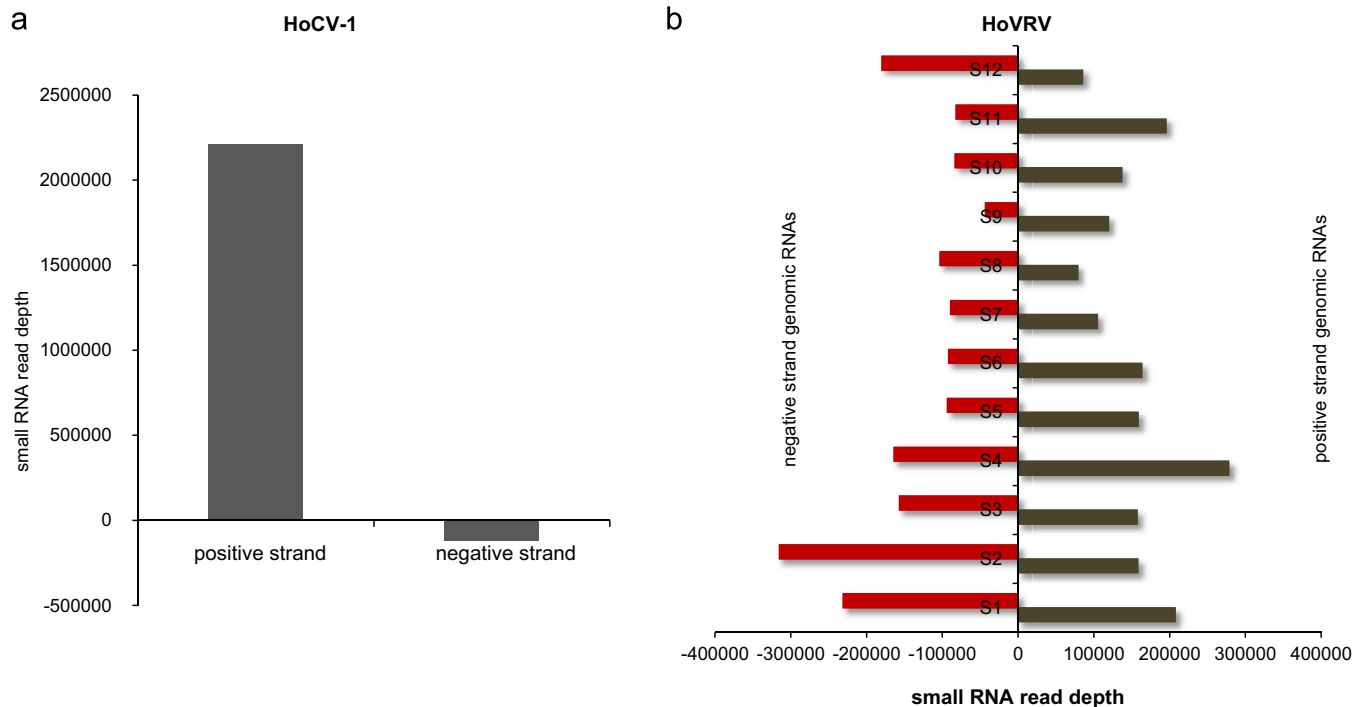 a
HoCV-1
small RNA read depth
2500000
2000000
1500000
1000000
500000
0
-500000
positive strand
negative strand
b
HoVRV
negative strand genomic RNAs
positive strand genomic RNAs
S12
S11
S10
S9
S8
S7
S6
S5
S4
S3
S2
S1
-400000 -300000 -200000 -100000 0 100000 200000 300000 400000
small RNA read depth